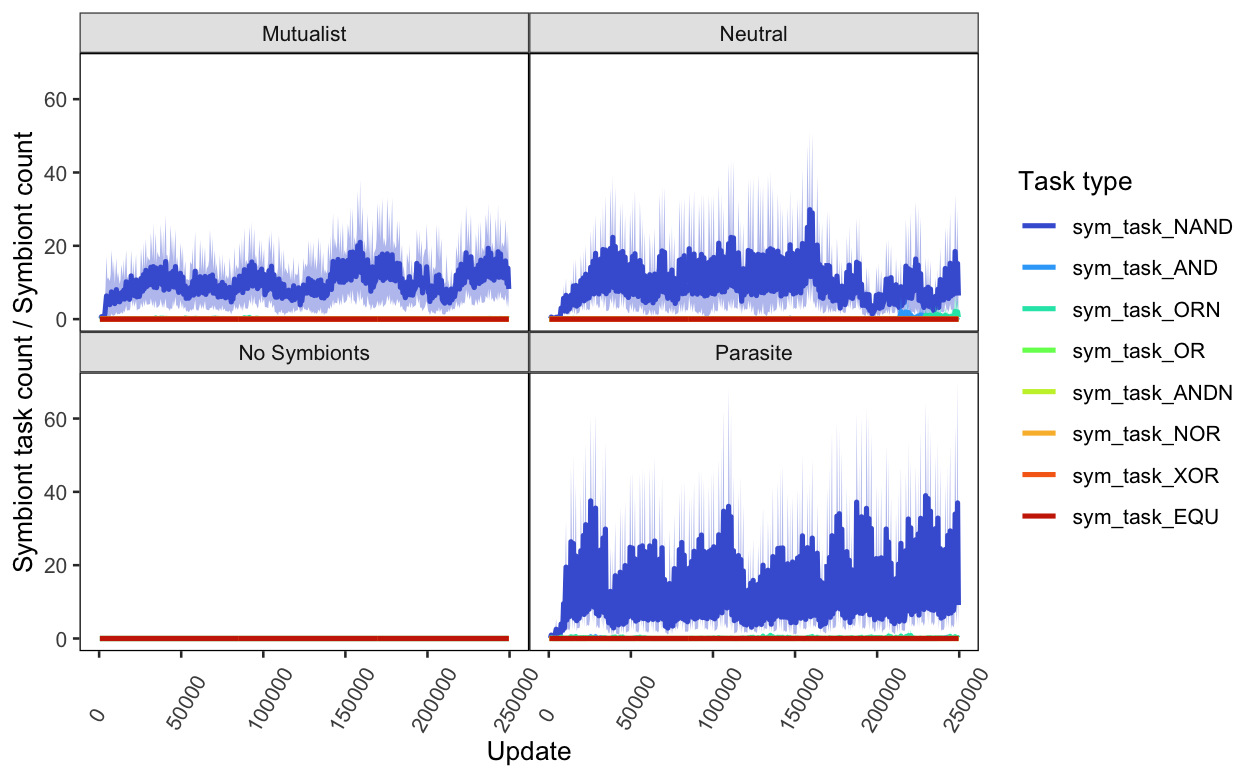 Mutualist
Neutral
60
40
20
0
No Symbionts
Parasite
60
40
20
0
Symbiont task count / Symbiont count
0
50000
100000
150000
200000
250000
0
50000
100000
150000
200000
250000
Update
Task type
sym_task_NAND
sym_task_AND
sym_task_ORN
sym_task_OR
sym_task_ANDN
sym_task_NOR
sym_task_XOR
sym_task_EQU